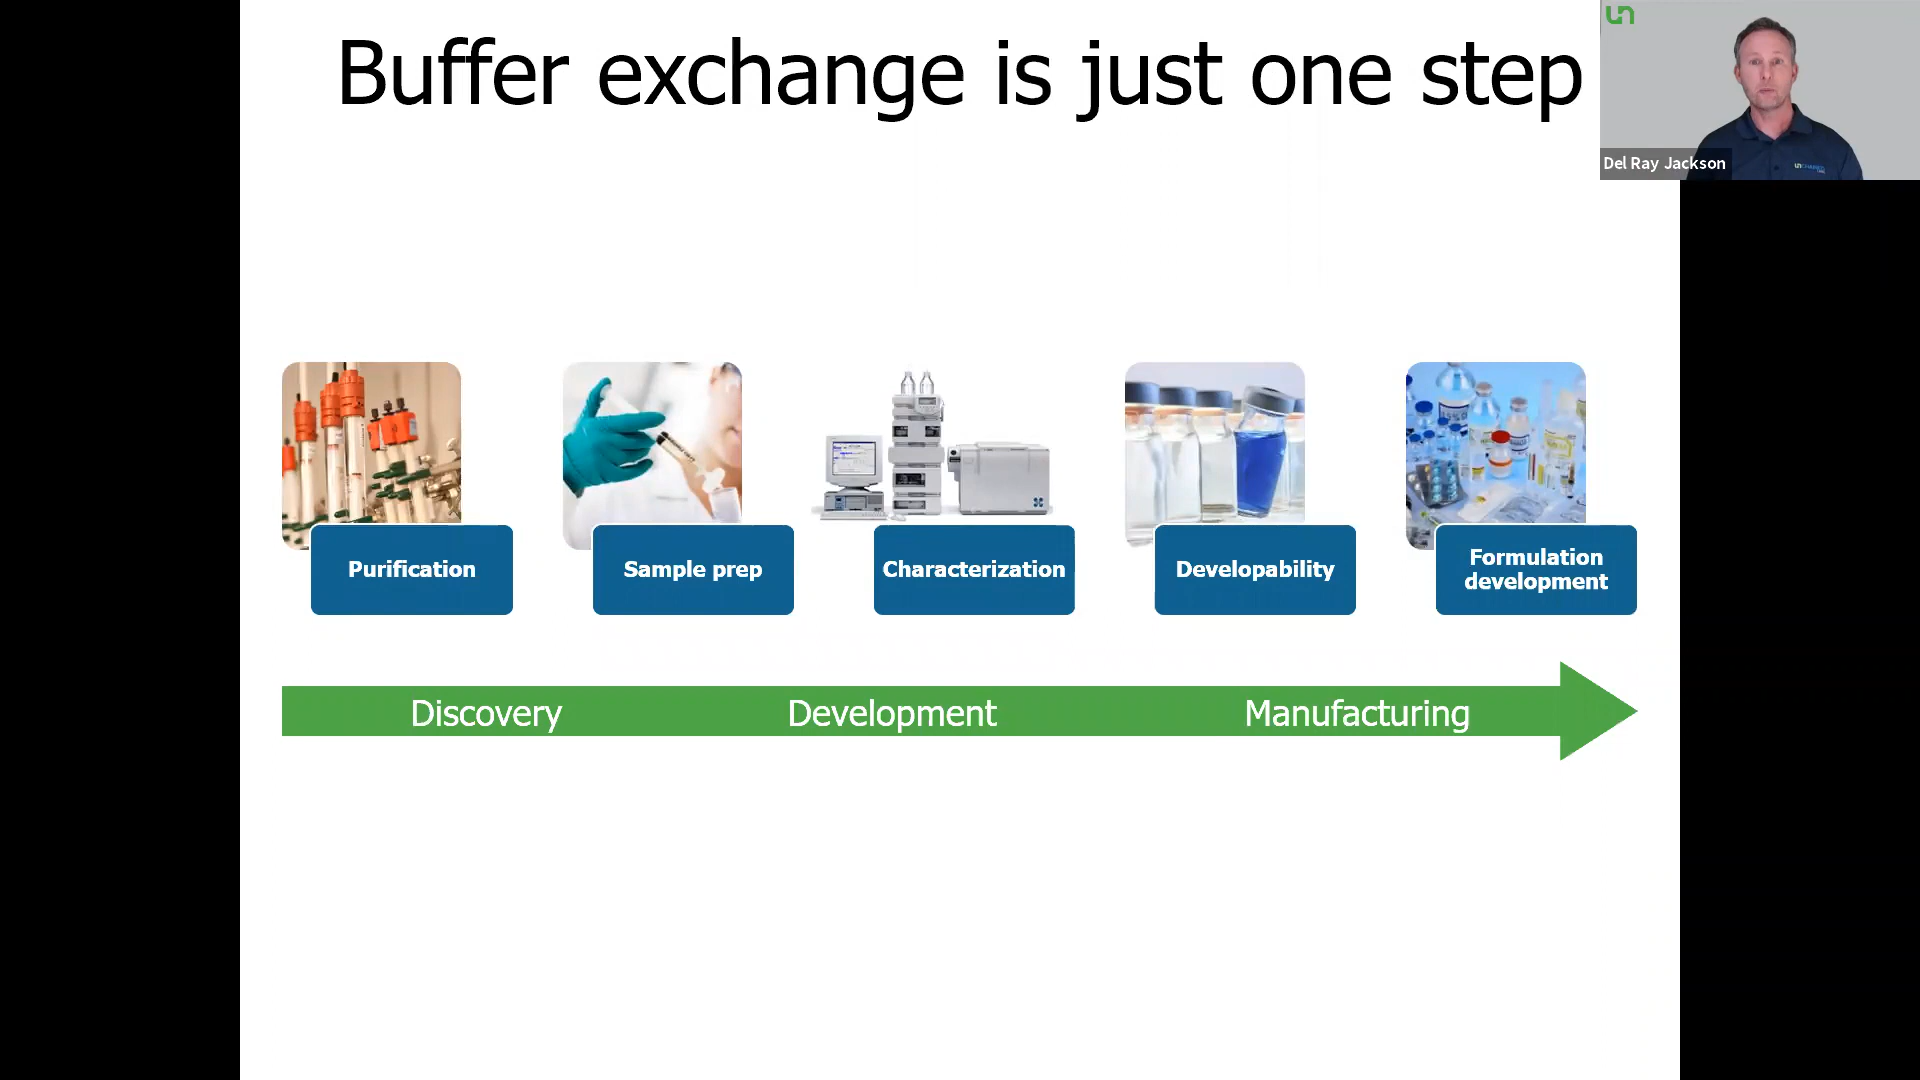 Buffer exchange is just one step
un
Del Ray Jackson
Purification
Sample prep
Characterization
Developability
Formulation
development
Discovery
Development
Manufacturing